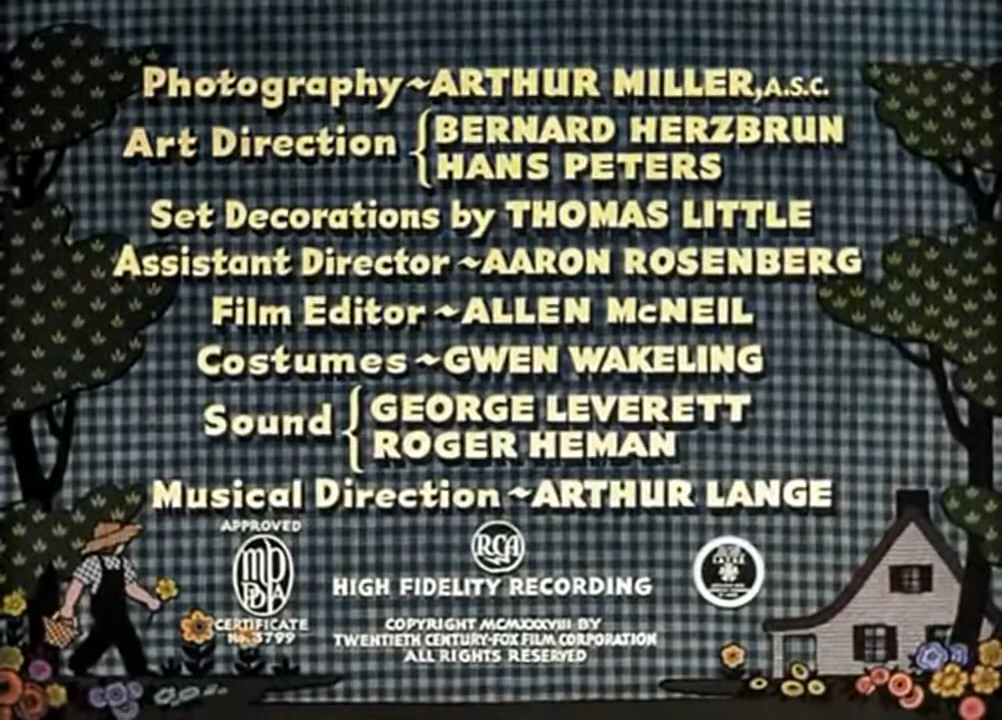 Photography~ARTHUR MILLER, A.S.C.
Art Direction { BERNARD HERZBRUN
HANS PETERS
Set Decorations by THOMAS LITTLE
Assistant Director ~AARON ROSENBERG
Film Editor ~ALLEN McNEIL
Costumes ~GWEN WAKELING
Sound { GEORGE LEVERETT
ROGER HEMAN
Musical Direction ~ARTHUR LANGE
APPROVED
MPPDA
CERTIFICATE
No. 3799
RCA
HIGH FIDELITY RECORDING
COPYRIGHT MCMXXXVIII BY
TWENTIETH CENTURY-FOX FILM CORPORATION
ALL RIGHTS RESERVED